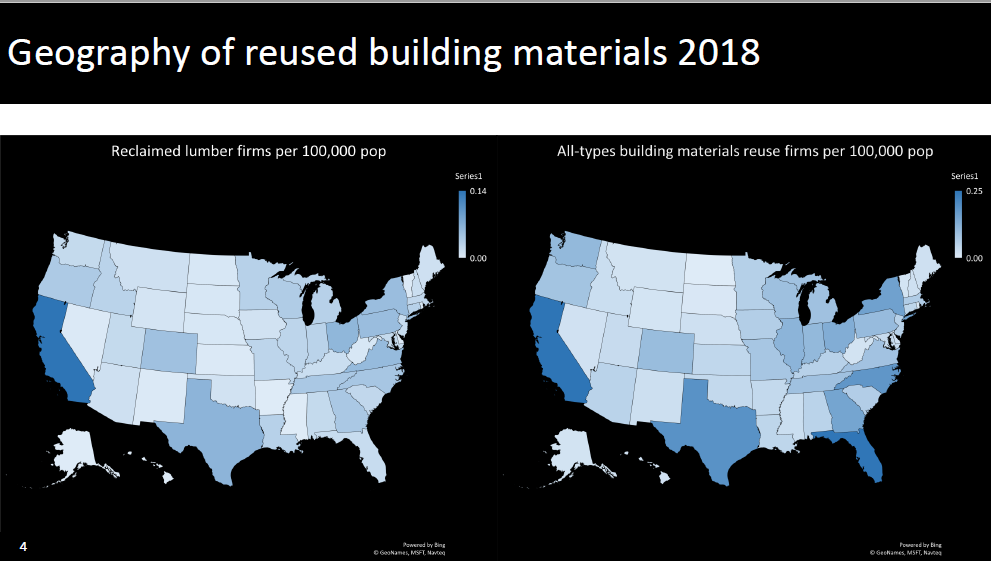 Geography of reused building materials 2018
Reclaimed lumber firms per 100,000 pop
Series1
0.14
0.00
Powered by Bing
© GeoNames, MSFT, Navteq
All-types building materials reuse firms per 100,000 pop
Series1
0.25
0.00
Powered by Bing
© GeoNames, MSFT, Navteq
4